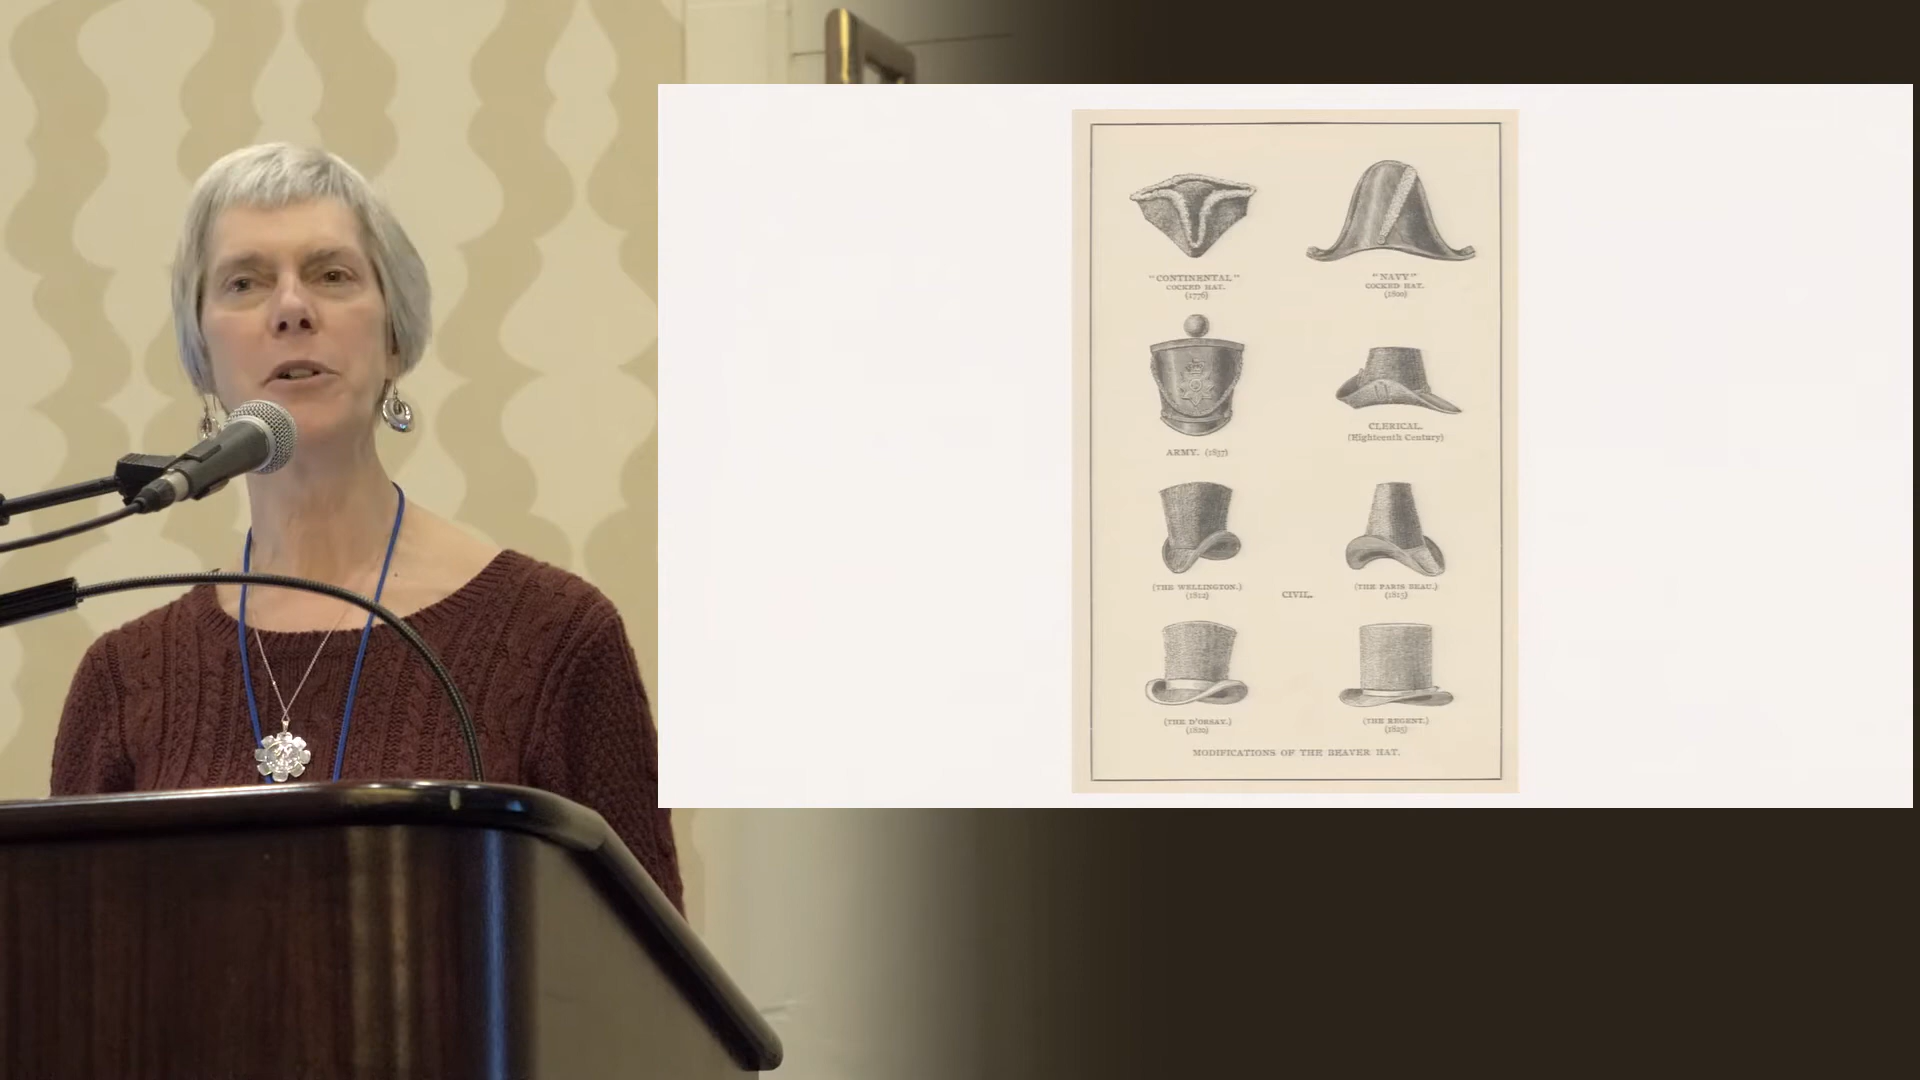 "CONTINENTAL"
COCKED HAT.
(1776)
"NAVY"
COCKED HAT.
(1800)
ARMY. (1837)
CLERICAL.
(Eighteenth Century)
(THE WELLINGTON.)
(1812)
(THE PARIS BEAU.)
(1815)
CIVIL.
(THE D'ORSAY.)
(1820)
(THE REGENT.)
(1825)
MODIFICATIONS OF THE BEAVER HAT.